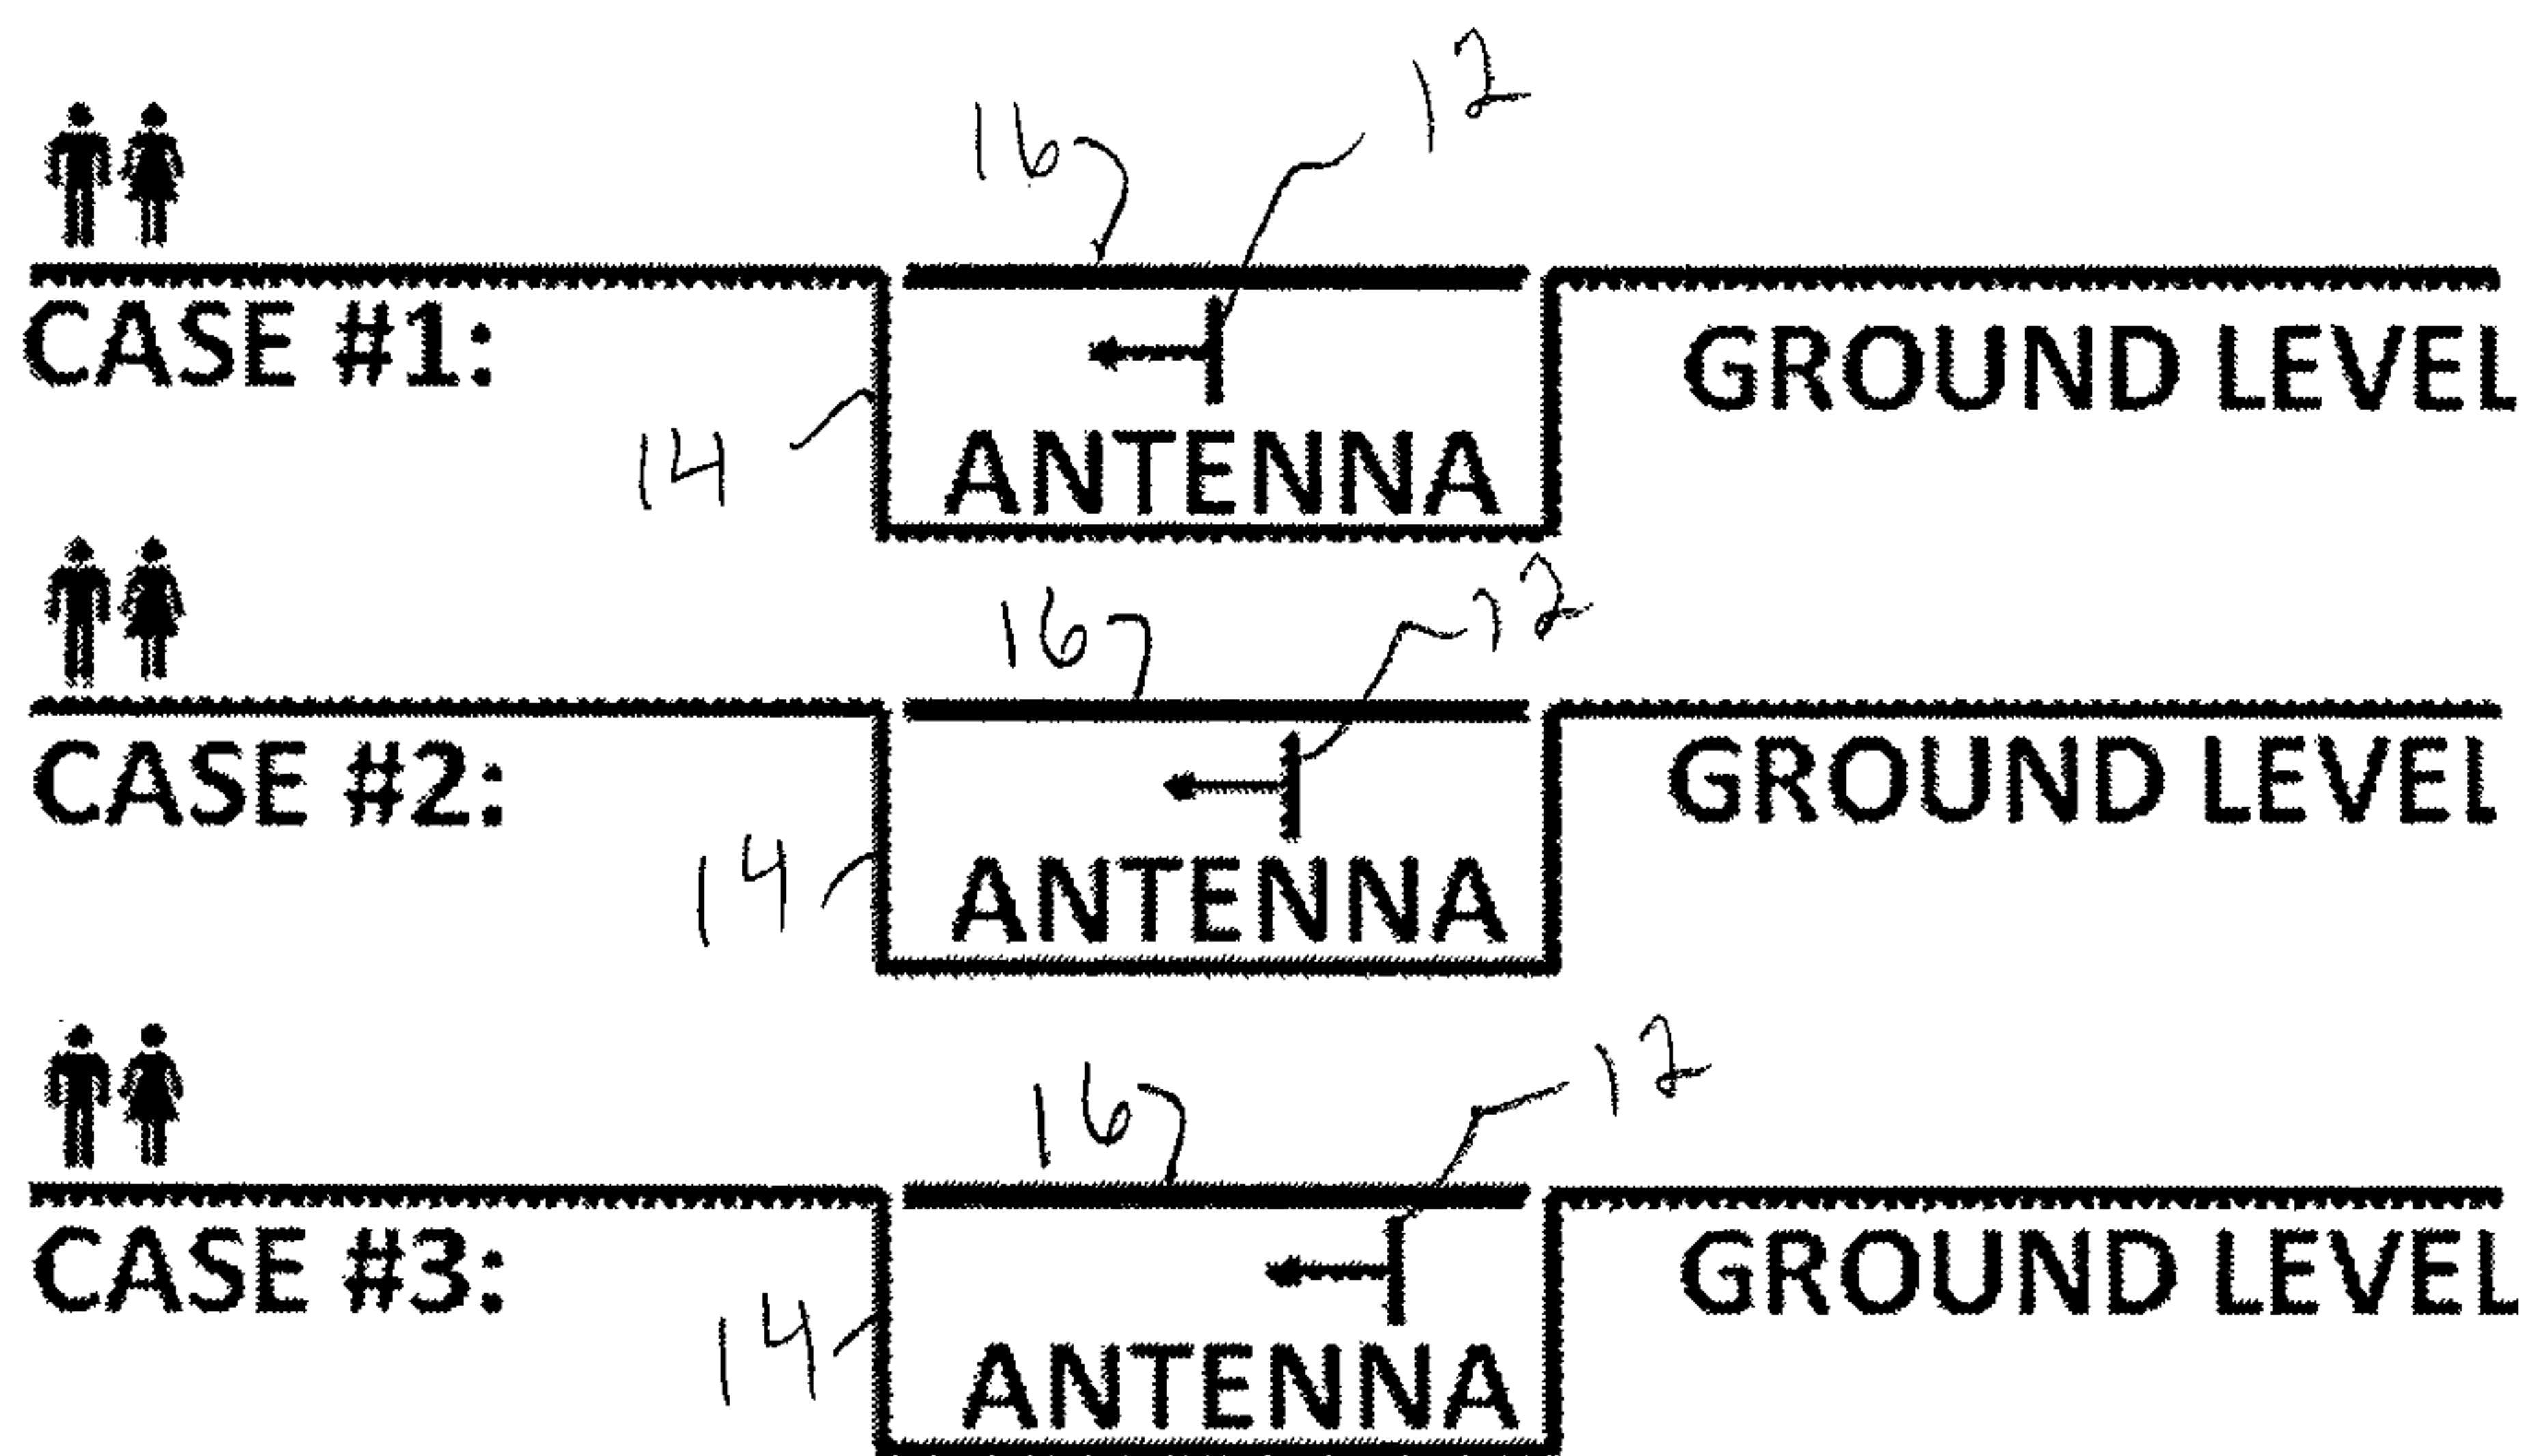 12
16
CASE #1:
GROUND LEVEL
14
ANTENNA
16
12
CASE #2:
GROUND LEVEL
14
ANTENNA
16
12
CASE #3:
GROUND LEVEL
14
ANTENNA